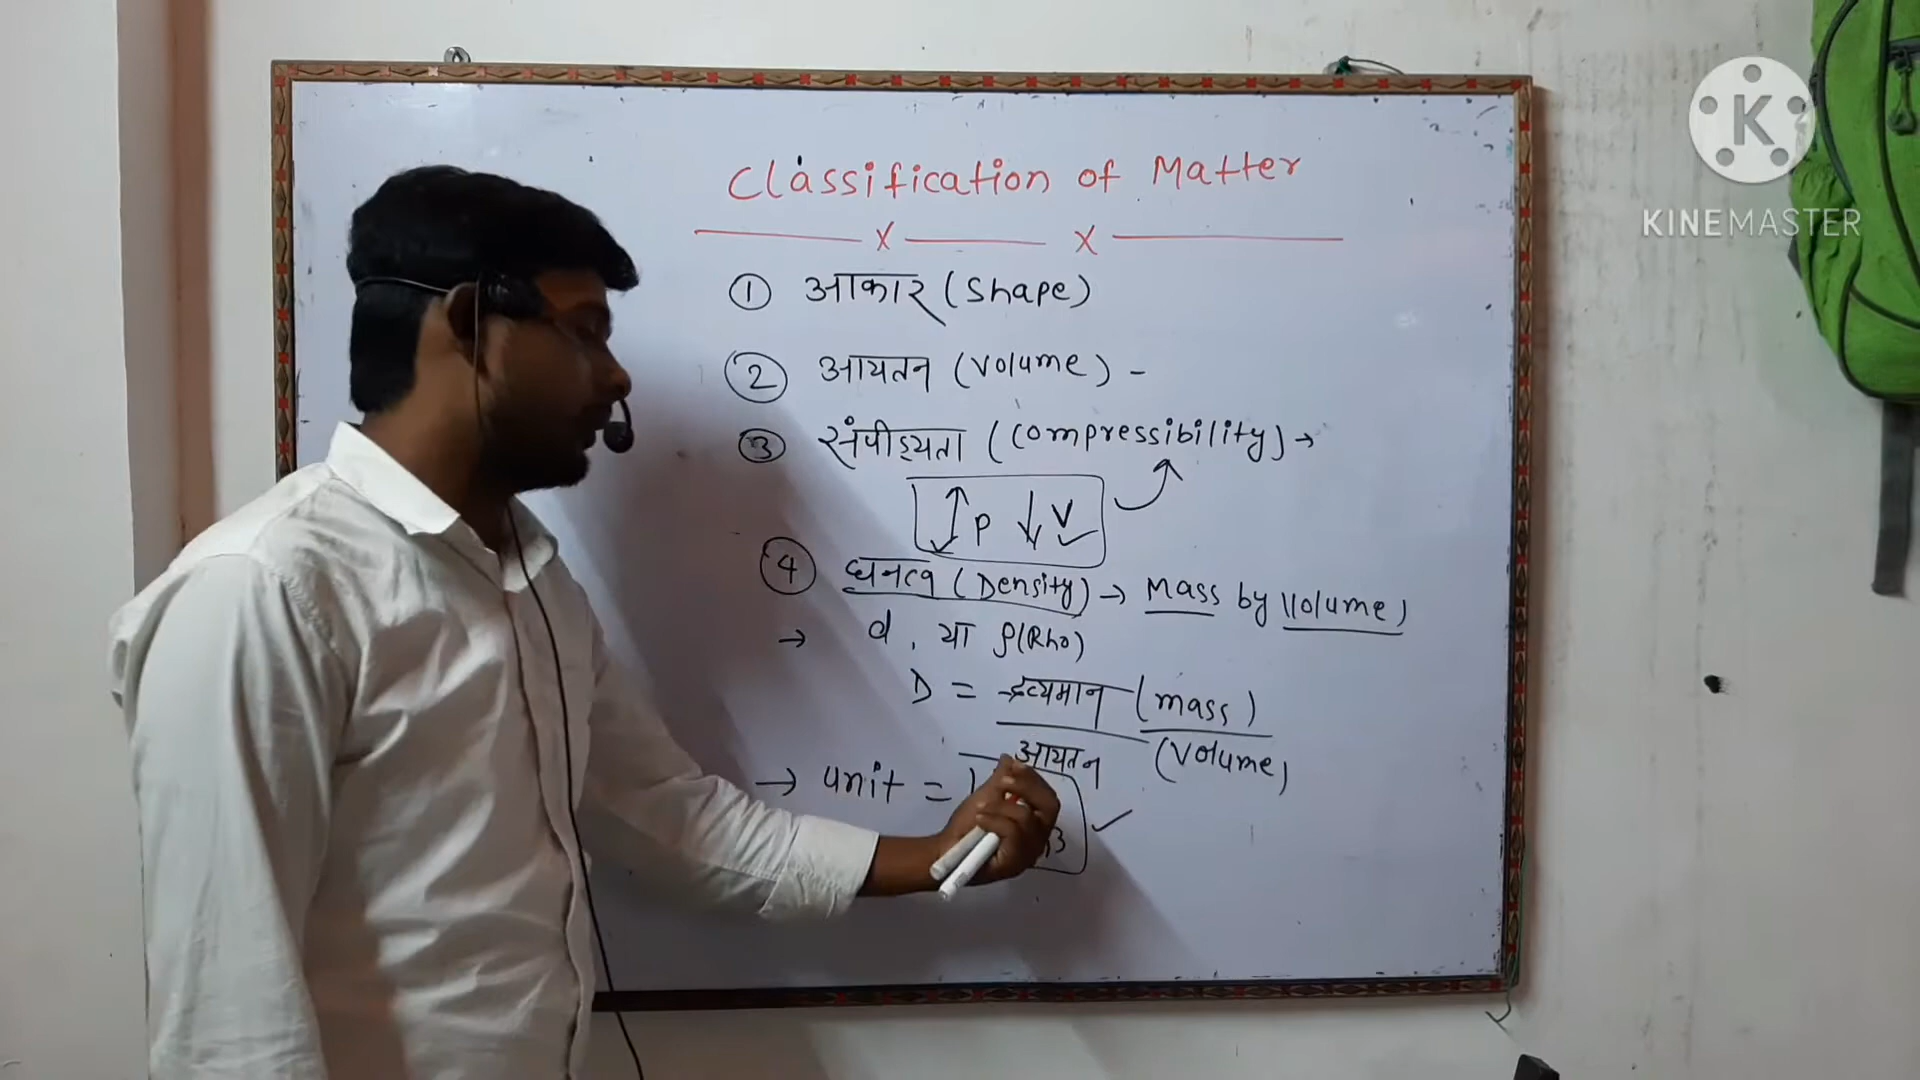 Classification of Matter
x x
① आकार (Shape)
② आयतन (Volume) -
③ संपीड्यता (Compressibility) →
↕ P ↓ V
④ घनत्व (Density) → Mass by Volume)
→ d, या ρ(Rho)
D = द्रव्यमान (mass)
आयतन (Volume)
→ unit =
K
KINEMASTER